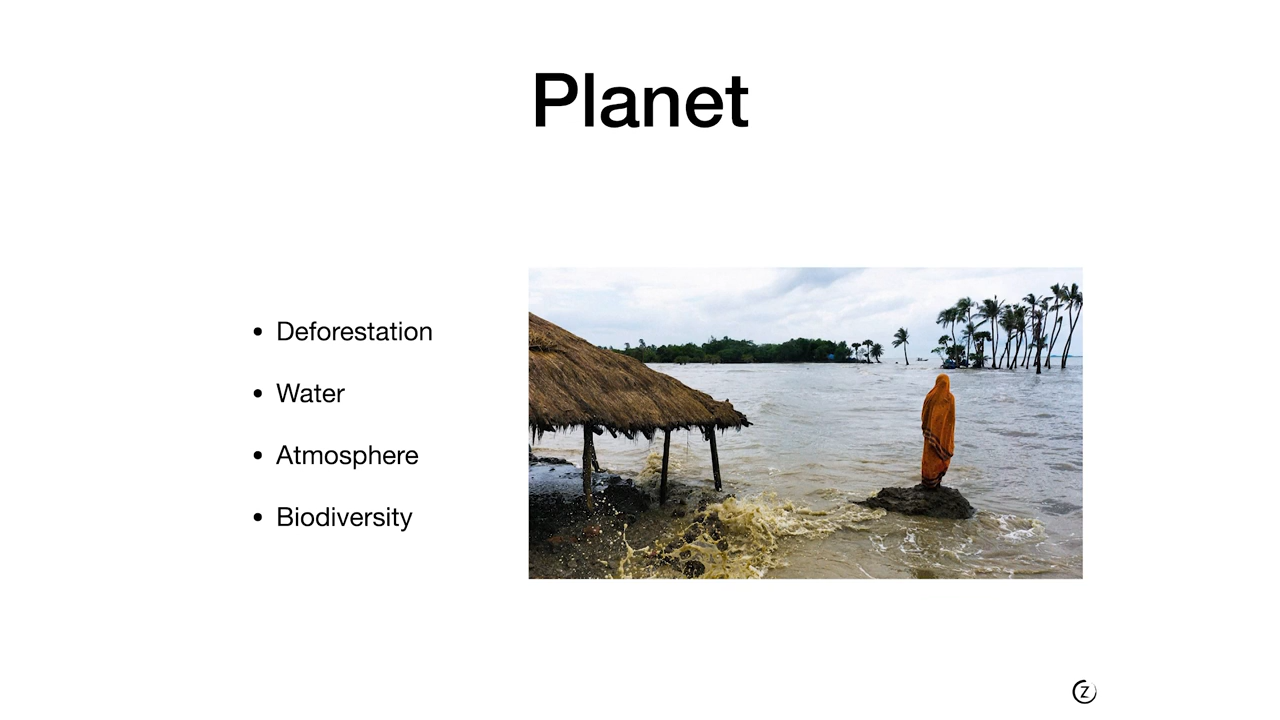 Planet
• Deforestation
• Water
• Atmosphere
• Biodiversity
Z